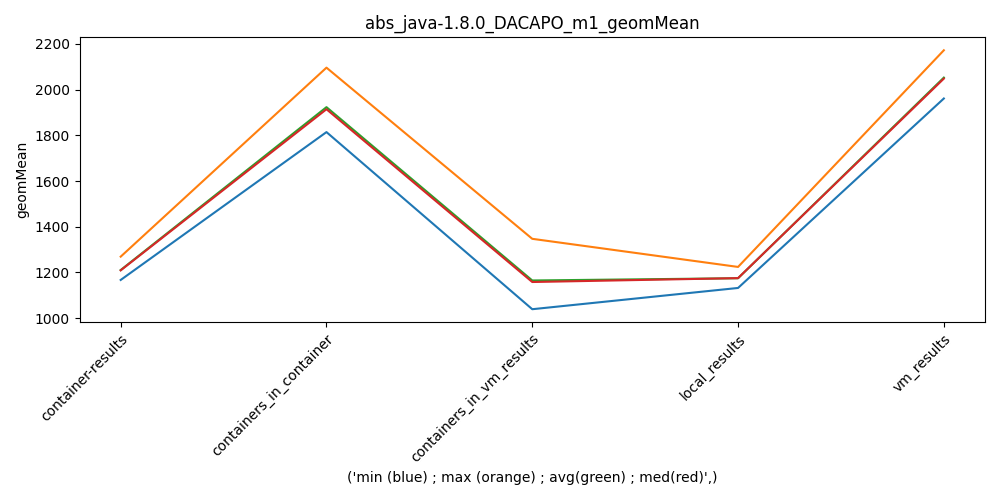 abs_java-1.8.0_DACAPO_m1_geomMean
2200
2000
1800
1600
1400
1200
1000
geomMean
container-results
containers_in_container
containers_in_vm_results
local_results
vm_results
('min (blue) ; max (orange) ; avg(green) ; med(red)',)